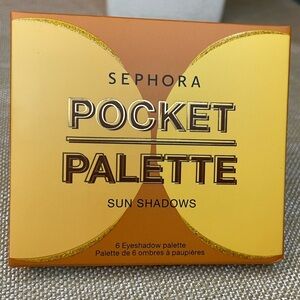 SEPHORA
POCKET
PALETTE
SUN SHADOWS
6 Eyeshadow palette
Palette de 6 ombres à paupières